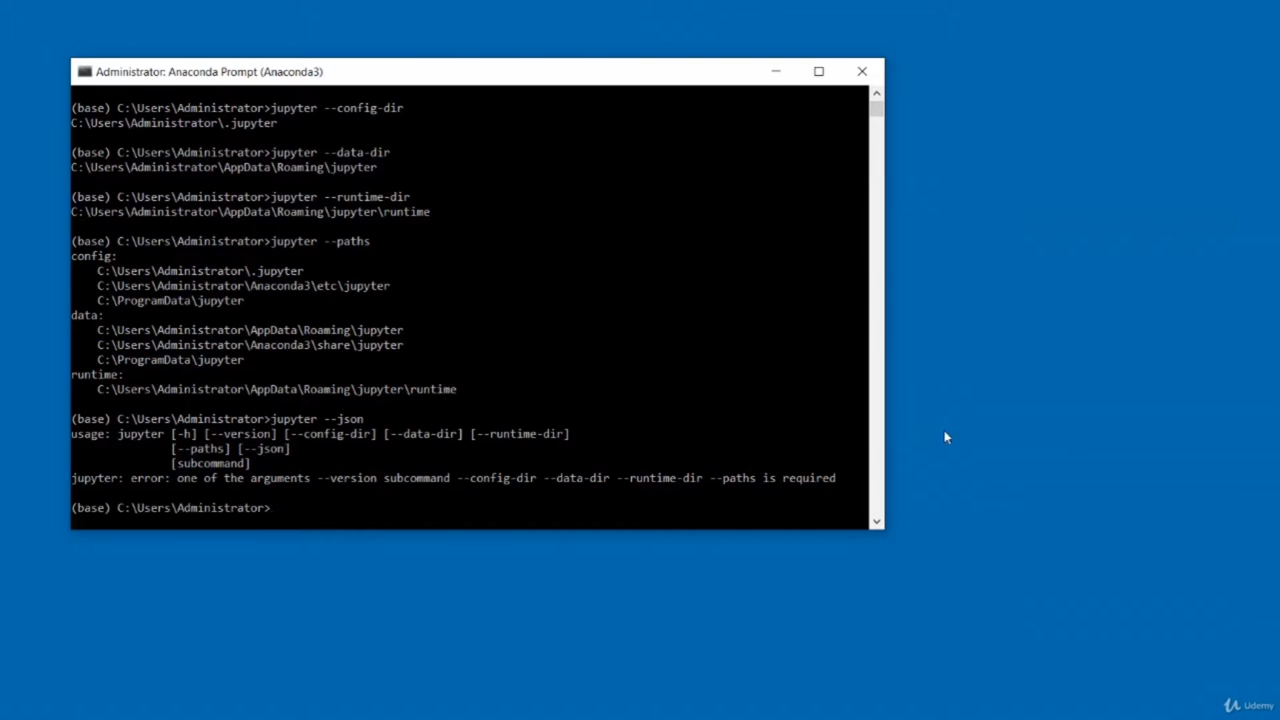 Administrator: Anaconda Prompt (Anaconda3)
(base) C:\Users\Administrator>jupyter --config-dir
C:\Users\Administrator\.jupyter
(base) C:\Users\Administrator>jupyter --data-dir
C:\Users\Administrator\AppData\Roaming\jupyter
(base) C:\Users\Administrator>jupyter --runtime-dir
C:\Users\Administrator\AppData\Roaming\jupyter\runtime
(base) C:\Users\Administrator>jupyter --paths
config:
    C:\Users\Administrator\.jupyter
    C:\Users\Administrator\Anaconda3\etc\jupyter
    C:\ProgramData\jupyter
data:
    C:\Users\Administrator\AppData\Roaming\jupyter
    C:\Users\Administrator\Anaconda3\share\jupyter
    C:\ProgramData\jupyter
runtime:
    C:\Users\Administrator\AppData\Roaming\jupyter\runtime
(base) C:\Users\Administrator>jupyter --json
usage: jupyter [-h] [--version] [--config-dir] [--data-dir] [--runtime-dir]
               [--paths] [--json]
               [subcommand]
jupyter: error: one of the arguments --version subcommand --config-dir --data-dir --runtime-dir --paths is required
(base) C:\Users\Administrator>
Udemy